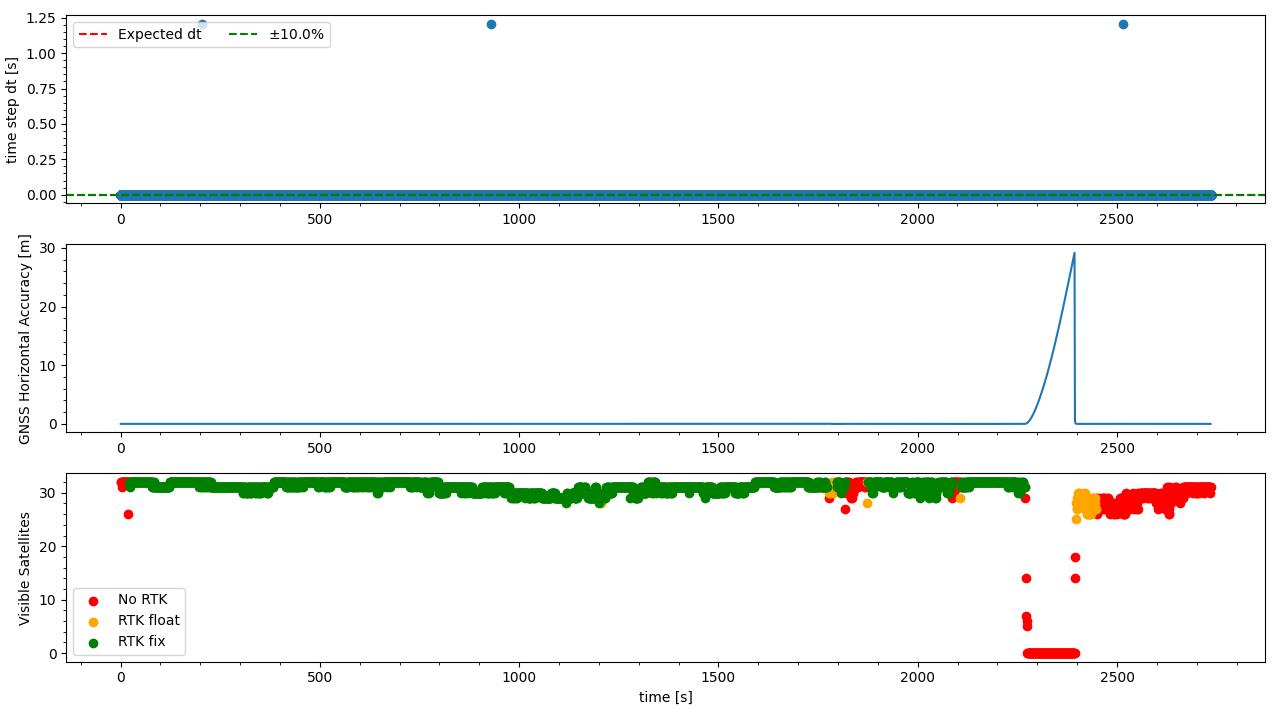 time step dt [s]
1.25
1.00
0.75
0.50
0.25
0.00
Expected dt
±10.0%
0 500 1000 1500 2000 2500
GNSS Horizontal Accuracy [m]
30
20
10
0
0 500 1000 1500 2000 2500
Visible Satellites
30
20
10
0
No RTK
RTK float
RTK fix
0 500 1000 1500 2000 2500
time [s]